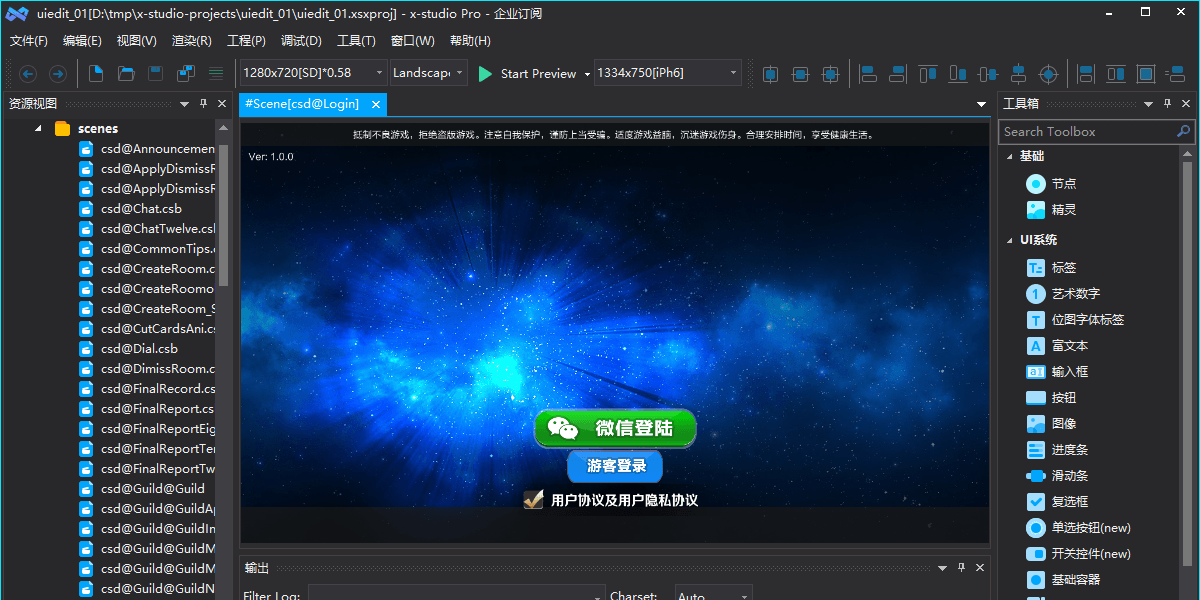 uiedit_01[D:\tmp\x-studio-projects\uiedit_01\uiedit_01.xsxproj] - x-studio Pro - 企业订阅
文件(F) 编辑(E) 视图(V) 渲染(R) 工程(P) 调试(D) 工具(T) 窗口(W) 帮助(H)
1280x720[SD]*0.58 Landscap Start Preview 1334x750[iPh6]
资源视图
scenes
csd@Announcemen
csd@ApplyDismissR
csd@ApplyDismissF
csd@Chat.csb
csd@ChatTwelve.csl
csd@CommonTips.
csd@CreateRoom.c
csd@CreateRoomo
csd@CreateRoom_S
csd@CutCardsAni.cs
csd@Dial.csb
csd@DimissRoom.c
csd@FinalRecord.cs
csd@FinalReport.cs
csd@FinalReportEig
csd@FinalReportTer
csd@FinalReportTw
csd@Guild@Guild
csd@Guild@GuildA
csd@Guild@GuildIn
csd@Guild@GuildM
csd@Guild@GuildM
csd@Guild@GuildN
#Scene[csd@Login]
抵制不良游戏，拒绝盗版游戏。注意自我保护，谨防上当受骗。适度游戏益脑，沉迷游戏伤身。合理安排时间，享受健康生活。
Ver: 1.0.0
微信登陆
游客登录
用户协议及用户隐私协议
输出
Filter Log: Charset: Auto
工具箱
Search Toolbox
基础
节点
精灵
UI系统
标签
艺术数字
位图字体标签
富文本
输入框
按钮
图像
进度条
滑动条
复选框
单选按钮(new)
开关控件(new)
基础容器